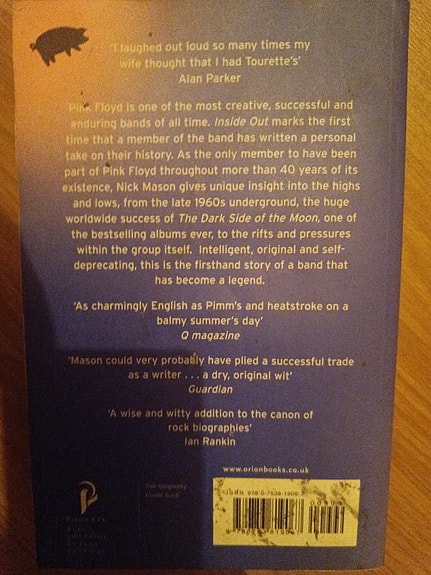 'I laughed out loud so many times my
wife thought that I had Tourette's'
Alan Parker
Pink Floyd is one of the most creative, successful and
enduring bands of all time. Inside Out marks the first
time that a member of the band has written a personal
take on their history. As the only member to have been
part of Pink Floyd throughout more than 40 years of its
existence, Nick Mason gives unique insight into the highs
and lows, from the late 1960s underground, the huge
worldwide success of The Dark Side of the Moon, one of
the bestselling albums ever, to the rifts and pressures
within the group itself. Intelligent, original and self-
deprecating, this is the firsthand story of a band that
has become a legend.
'As charmingly English as Pimm's and heatstroke on a
balmy summer's day'
Q magazine
'Mason could very probably have plied a successful trade
as a writer . . . a dry, original wit'
Guardian
'A wise and witty addition to the canon of
rock biographies'
Ian Rankin
www.orionbooks.co.uk
ISBN